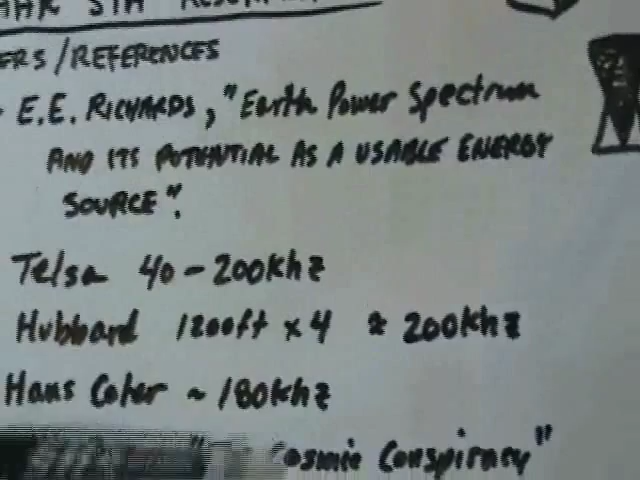 ERS/REFERENCES
- E.E. RICHARDS, "Earth Power Spectrum
AND ITS POTENTIAL AS A USABLE ENERGY
SOURCE".
Telsa 40-200khz
Hubbard 1200ft x 4 ≈ 200khz
Hans Coler ~ 180khz
" Cosmic Conspiracy"